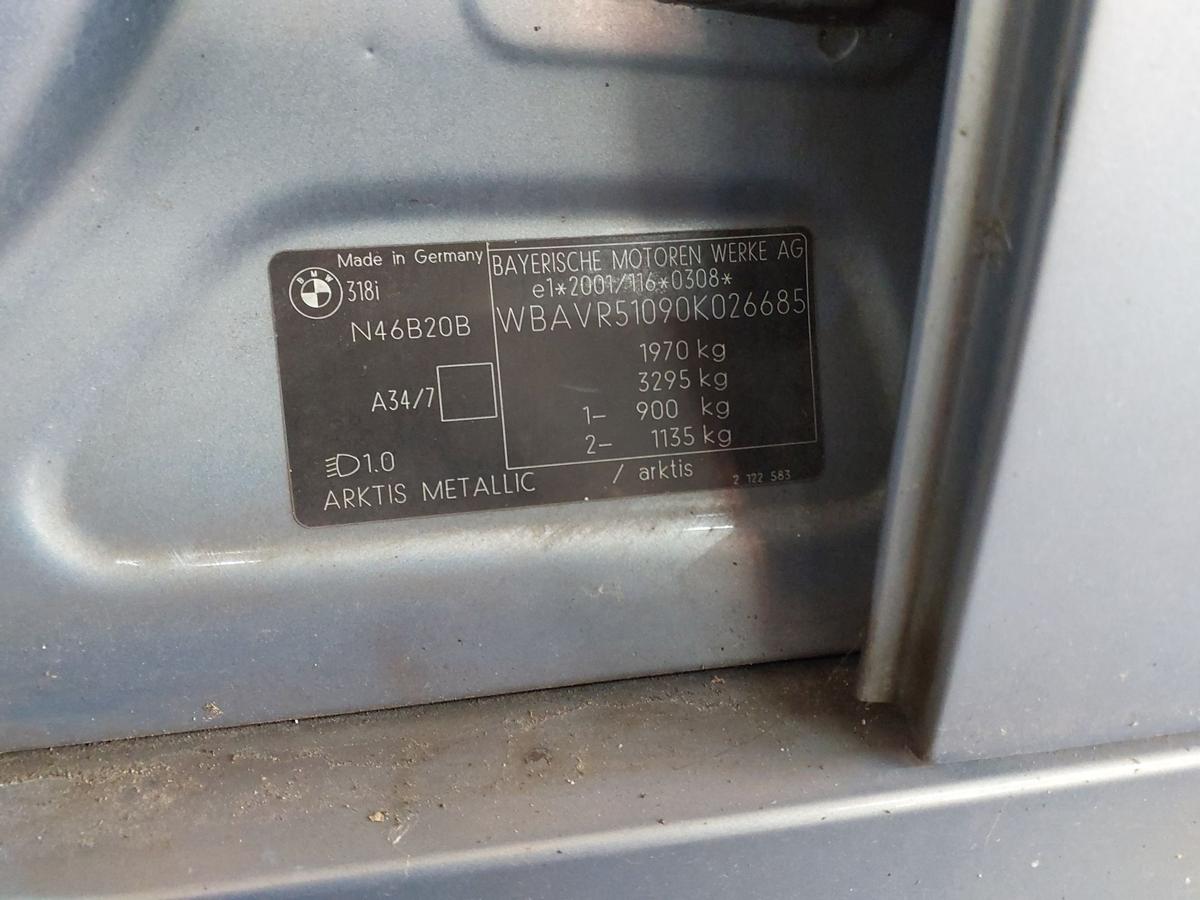 Made in Germany
BMW
318i
N46B20B
A34/7
1.0
ARKTIS METALLIC / arktis
BAYERISCHE MOTOREN WERKE AG
e1*2001/116*0308*
WBAVR51090K026685
1970 kg
3295 kg
1- 900 kg
2- 1135 kg
2 122 583